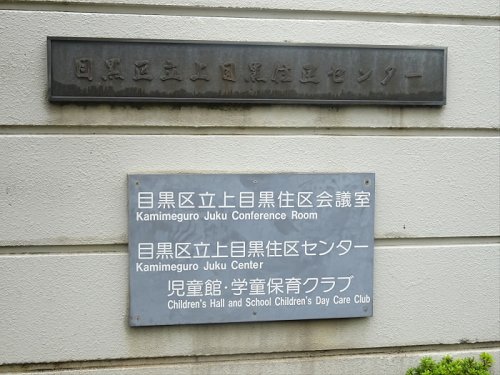 目黒区立上目黒住区センター
目黒区立上目黒住区会議室
Kamimeguro Juku Conference Room
目黒区立上目黒住区センター
Kamimeguro Juku Center
児童館・学童保育クラブ
Children's Hall and School Children's Day Care Club